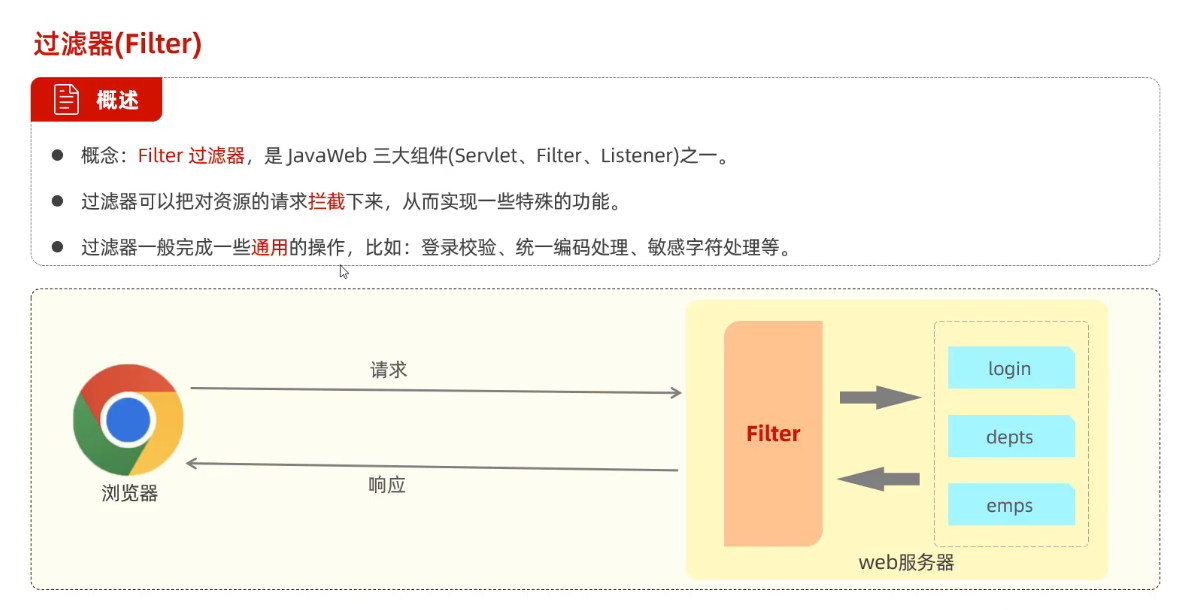 过滤器(Filter)
概述
概念：Filter 过滤器，是 JavaWeb 三大组件(Servlet、Filter、Listener)之一。
过滤器可以把对资源的请求拦截下来，从而实现一些特殊的功能。
过滤器一般完成一些通用的操作，比如：登录校验、统一编码处理、敏感字符处理等。
请求
login
Filter
depts
响应
浏览器
emps
web服务器